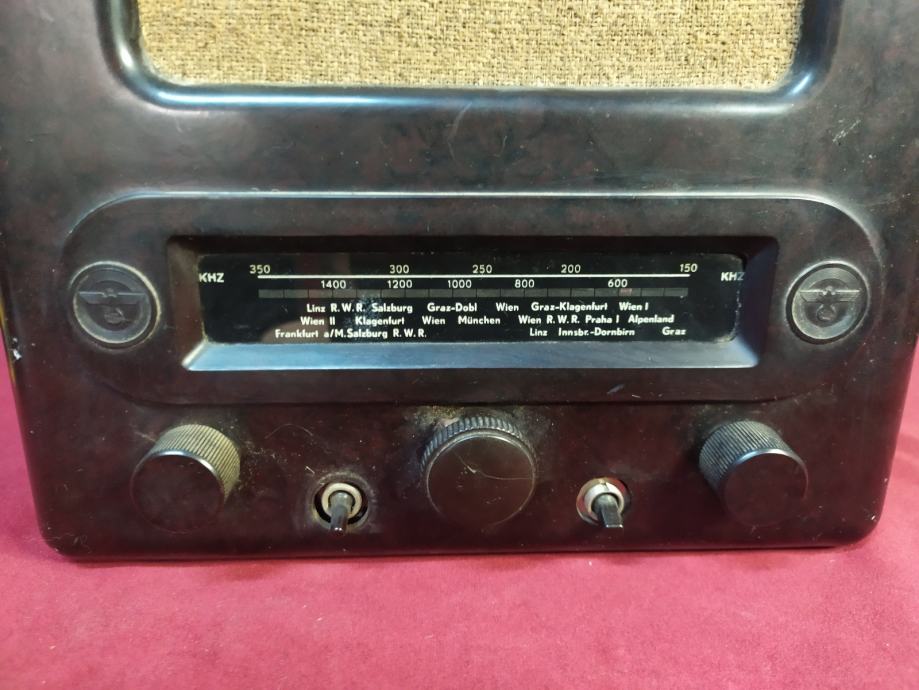 KHZ 350 300 250 200 150 KHZ
1400 1200 1000 800 600
Linz R.W.R. Salzburg Graz-Dobl Wien Graz-Klagenfurt Wien I
Wien II Klagenfurt Wien München Wien R.W.R. Praha I Alpenland
Frankfurt a/M. Salzburg R.W.R. Linz Innsbr.-Dornbirn Graz